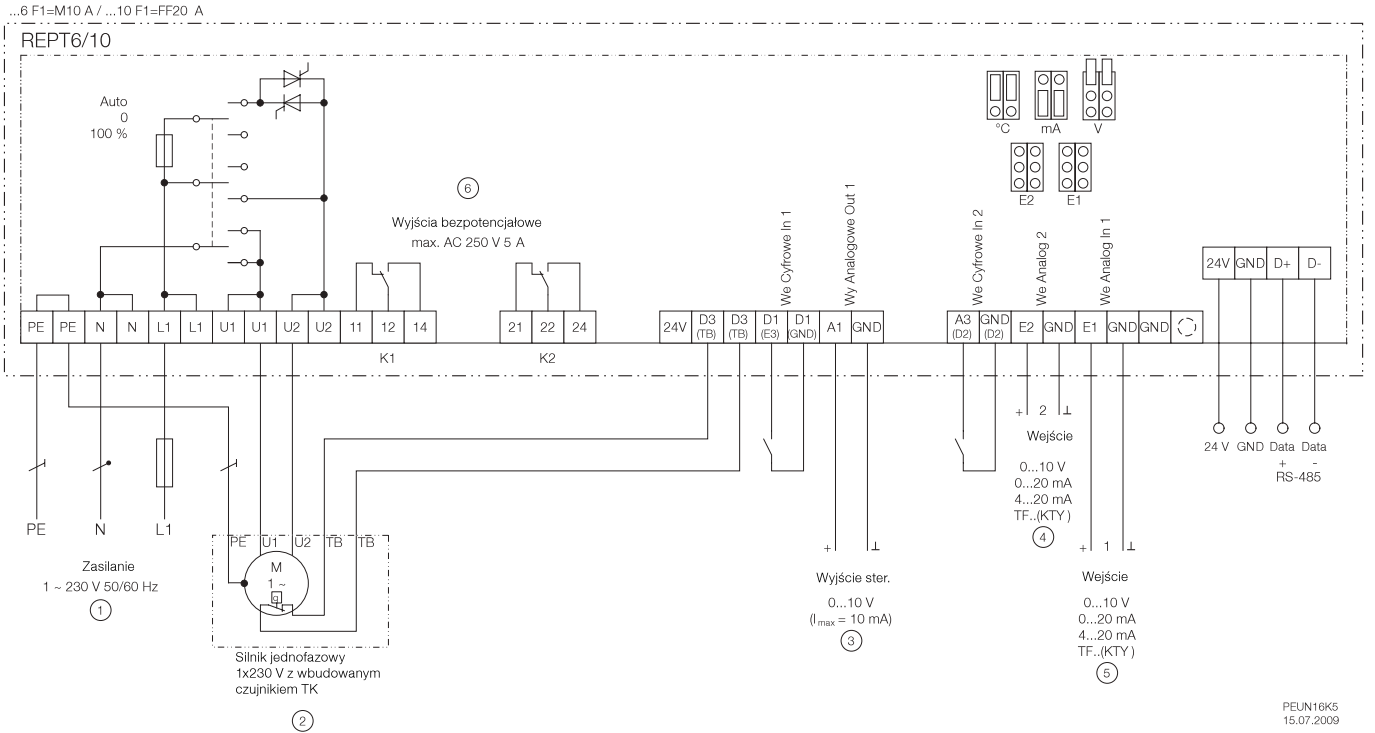 ...6 F1=M10 A / ...10 F1=FF20 A
REPT6/10
Auto
0
100 %
°C mA V
E2 E1
6
Wyjścia bezpotencjałowe
max. AC 250 V 5 A
We Cyfrowe In 1
Wy Analogowe Out 1
We Cyfrowe In 2
We Analog 2
We Analog In 1
24V GND D+ D-
PE PE N N L1 L1 U1 U1 U2 U2 11 12 14
21 22 24
24V D3 (TB) D3 (TB) D1 (E3) D1 (GND) A1 GND
A3 (D2) GND (D2) E2 GND E1 GND GND
K1
K2
+ 2 ⊥
Wejście
0...10 V
0...20 mA
4...20 mA
TF..(KTY)
4
24 V GND Data + Data -
RS-485
PE N L1
Zasilanie
1 ~ 230 V 50/60 Hz
1
PE U1 U2 TB TB
M
1 ~
Silnik jednofazowy
1x230 V z wbudowanym
czujnikiem TK
2
+ ⊥
Wyjście ster.
0...10 V
(I max = 10 mA)
3
+ 1 ⊥
Wejście
0...10 V
0...20 mA
4...20 mA
TF..(KTY)
5
PEUN16K5
15.07.2009